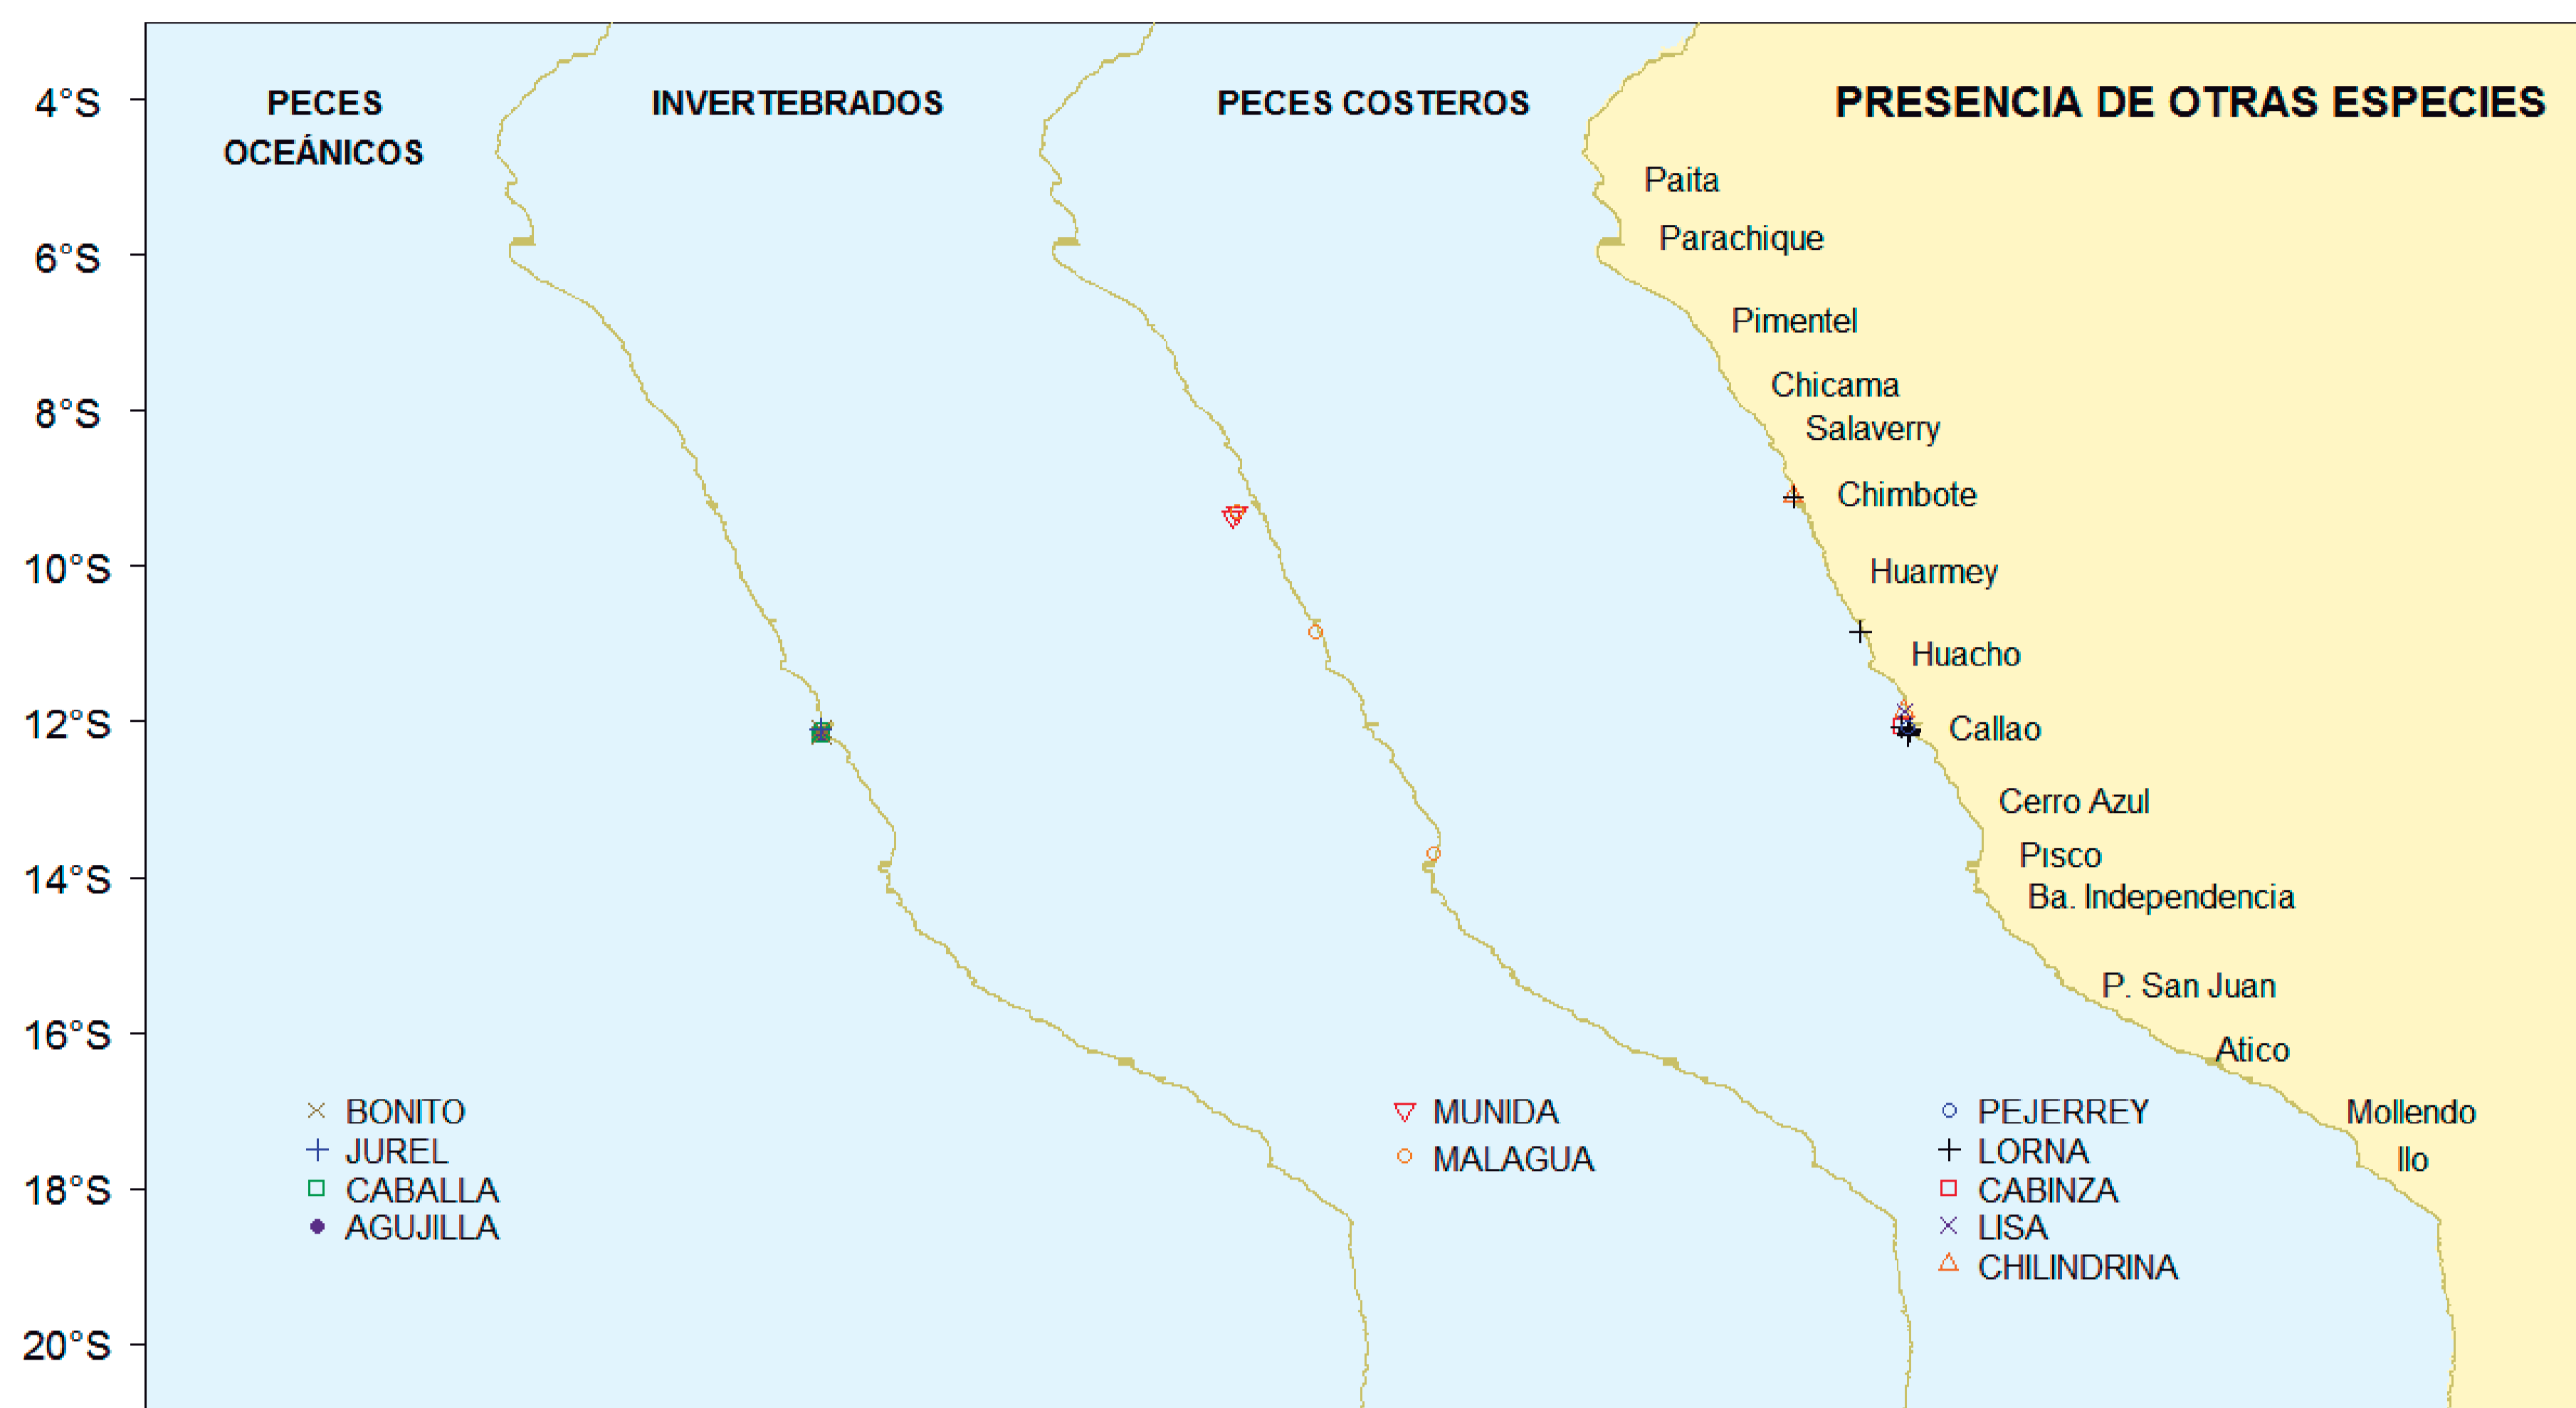 PRESENCIA DE OTRAS ESPECIES
PECES
OCEÁNICOS
INVERTEBRADOS
PECES COSTEROS
4°S
6°S
8°S
10°S
12°S
14°S
16°S
18°S
20°S
Paita
Parachique
Pimentel
Chicama
Salaverry
Chimbote
Huarmey
Huacho
Callao
Cerro Azul
Pisco
Ba. Independencia
P. San Juan
Atico
Mollendo
Ilo
BONITO
JUREL
CABALLA
AGUJILLA
MUNIDA
MALAGUA
PEJERREY
LORNA
CABINZA
LISA
CHILINDRINA